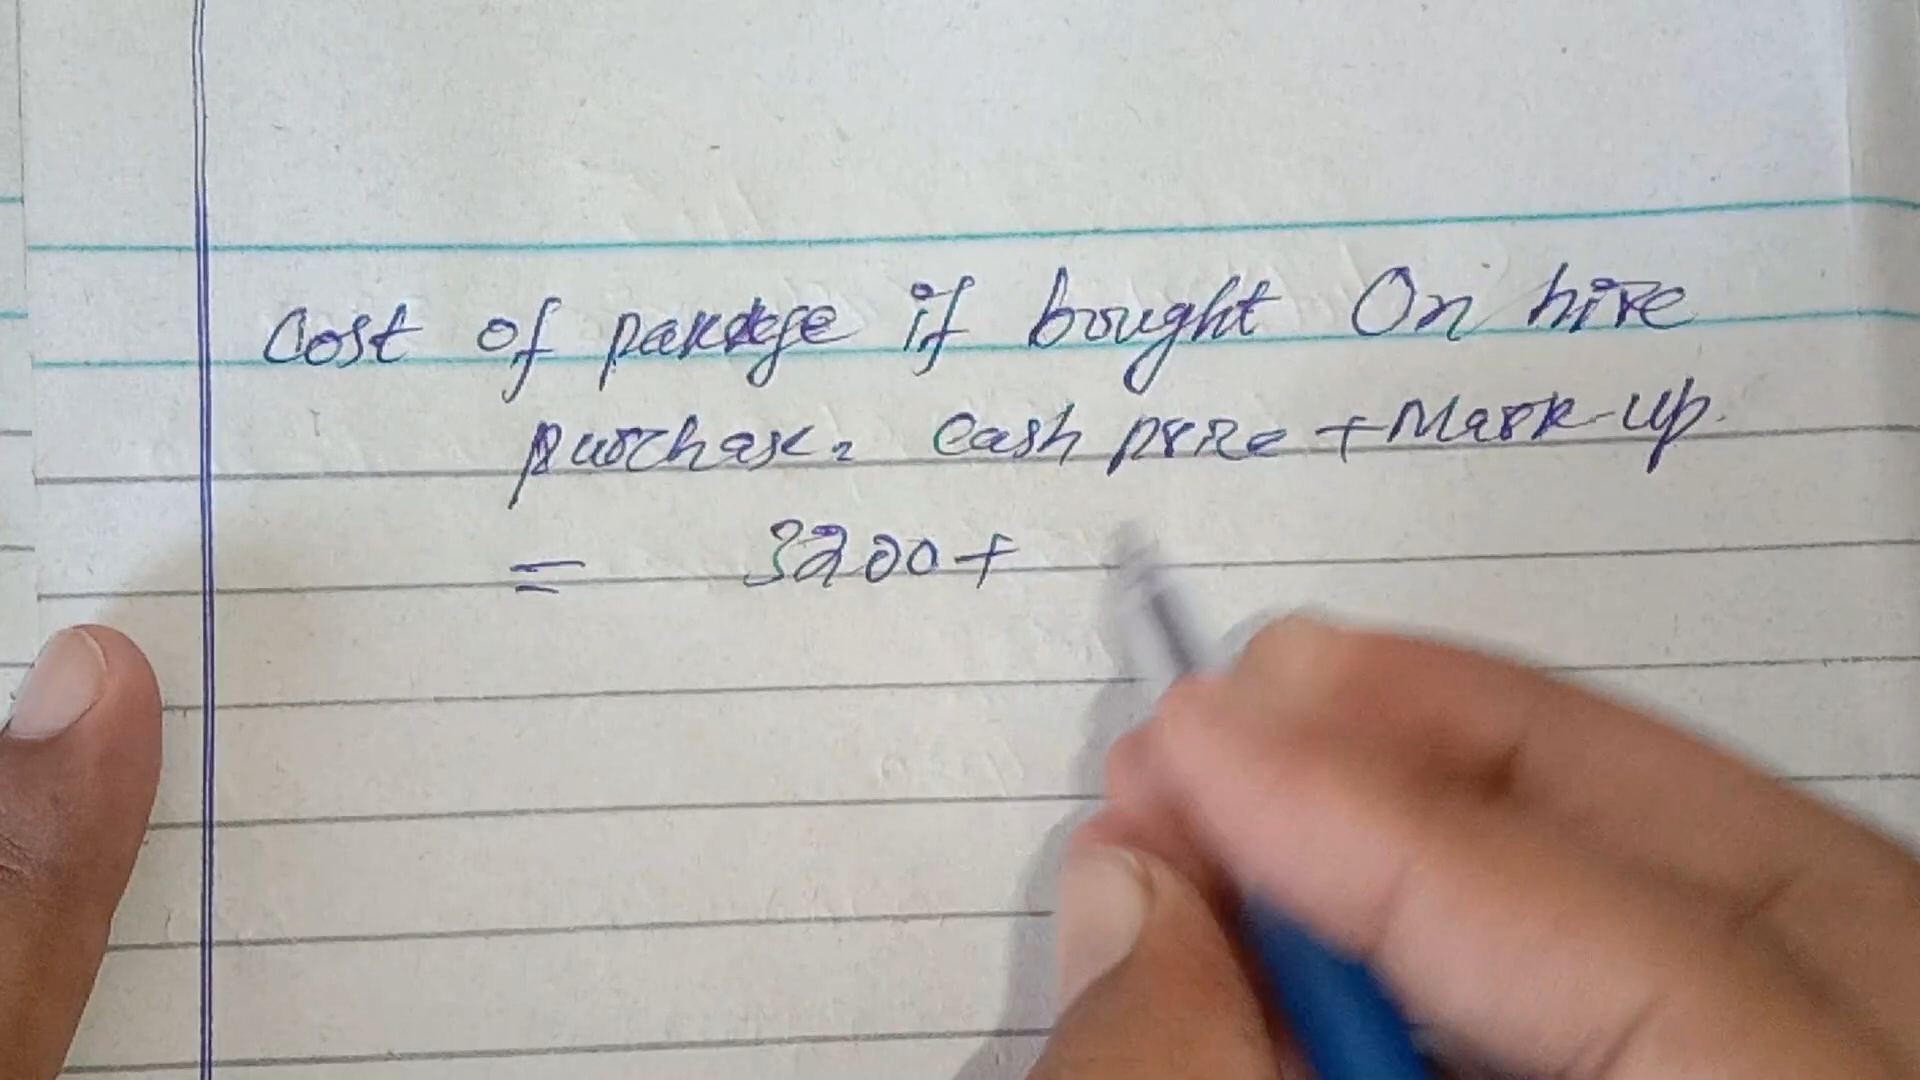 Cost of package if bought On hire
purchase = cash price + Mark-up
= 3200 +